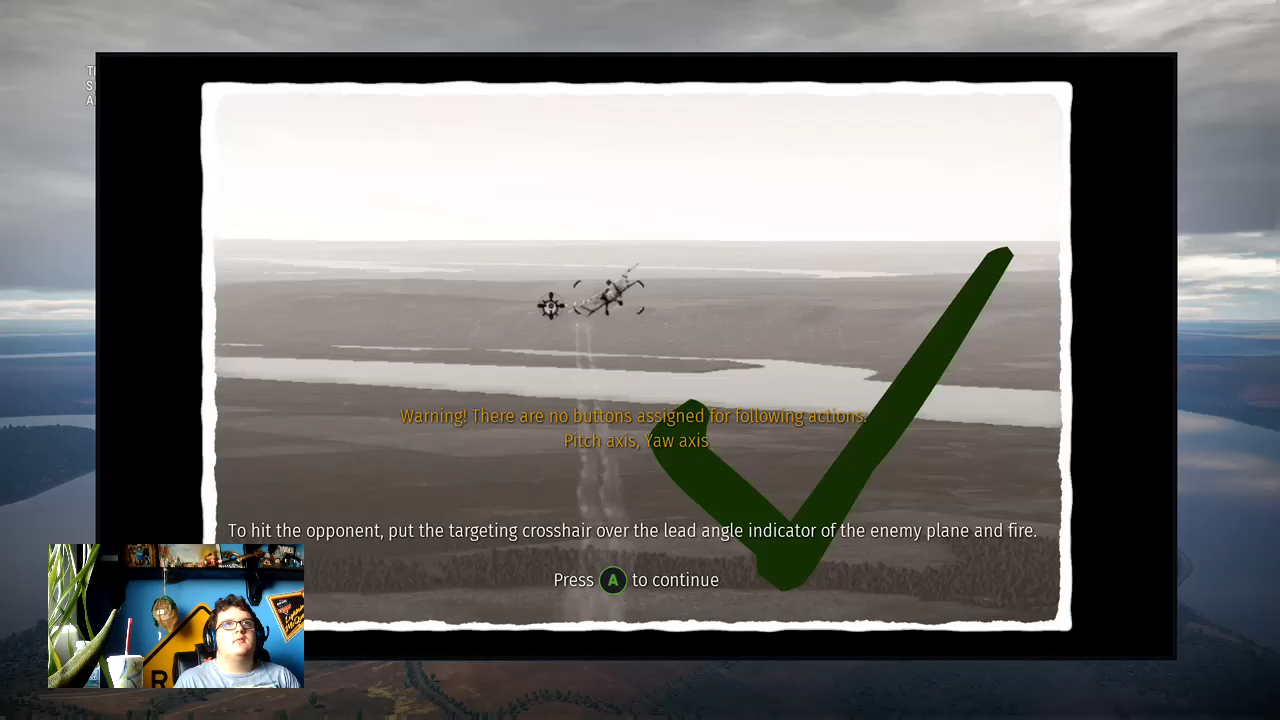 T
S
A
Warning! There are no buttons assigned for following actions:
Pitch axis, Yaw axis
To hit the opponent, put the targeting crosshair over the lead angle indicator of the enemy plane and fire.
Press A to continue
R